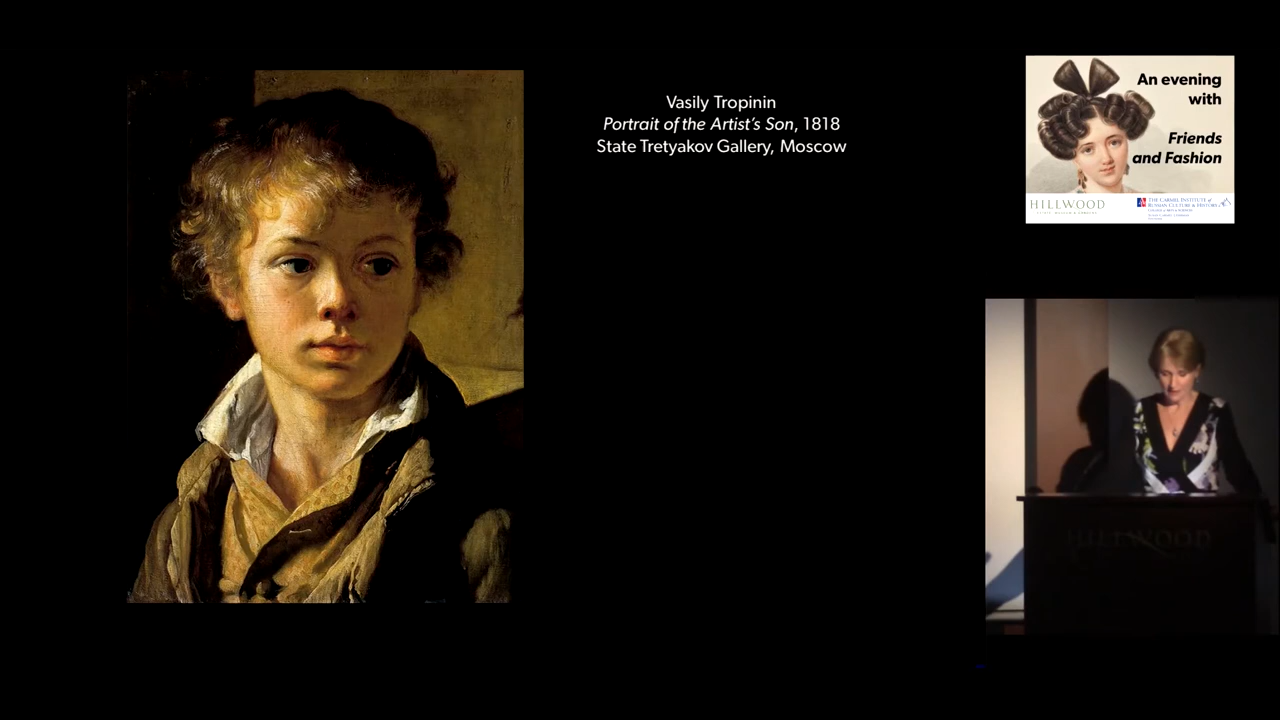 Vasily Tropinin
Portrait of the Artist's Son, 1818
State Tretyakov Gallery, Moscow
An evening
with
Friends
and Fashion
HILLWOOD
THE CARMEL INSTITUTE of
RUSSIAN CULTURE & HISTORY
HILLWOOD